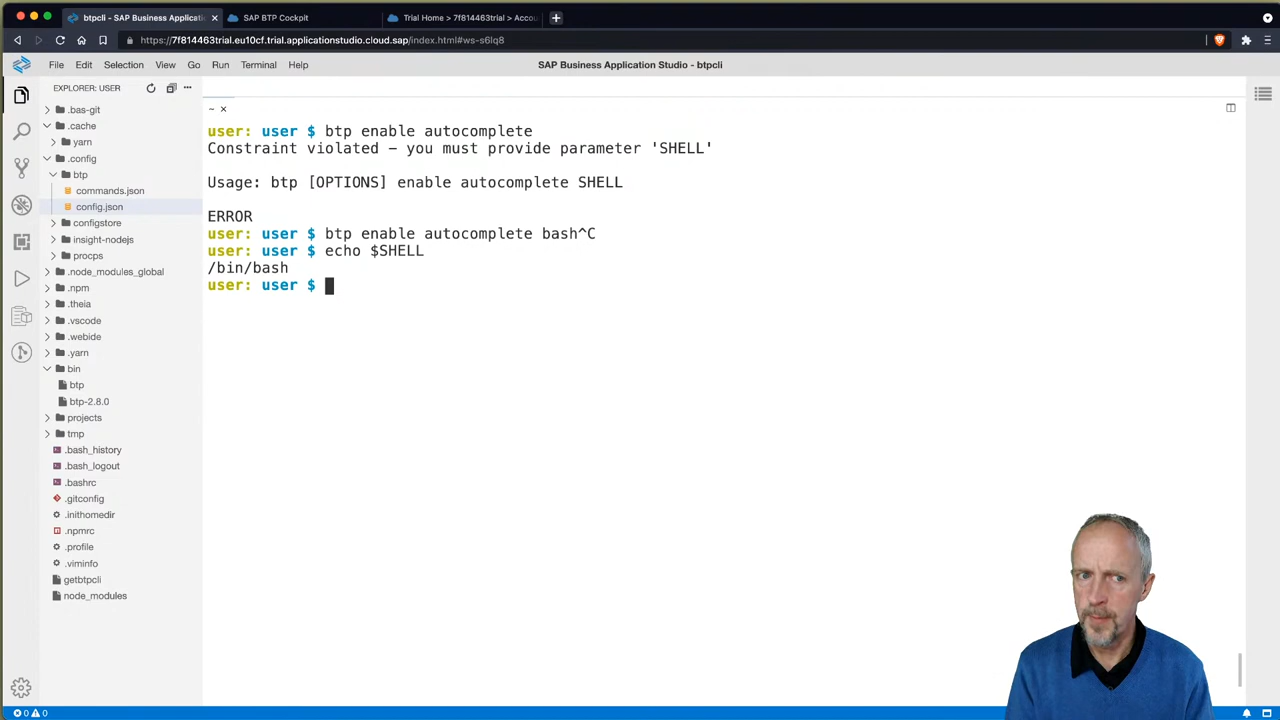 btpcli - SAP Business Applicati
SAP BTP Cockpit
Trial Home > 7f814463trial > Accou
https://7f814463trial.eu10cf.trial.applicationstudio.cloud.sap/index.html#ws-s6lq8
File Edit Selection View Go Run Terminal Help
SAP Business Application Studio - btpcli
EXPLORER: USER
.bas-git
.cache
yarn
.config
btp
commands.json
config.json
configstore
insight-nodejs
procps
.node_modules_global
.npm
.theia
.vscode
.webide
.yarn
bin
btp
btp-2.8.0
projects
tmp
.bash_history
.bash_logout
.bashrc
.gitconfig
.inithomedir
.npmrc
.profile
.viminfo
getbtpcli
node_modules
~ ×
user: user $ btp enable autocomplete
Constraint violated - you must provide parameter 'SHELL'
Usage: btp [OPTIONS] enable autocomplete SHELL
ERROR
user: user $ btp enable autocomplete bash^C
user: user $ echo $SHELL
/bin/bash
user: user $
0 0